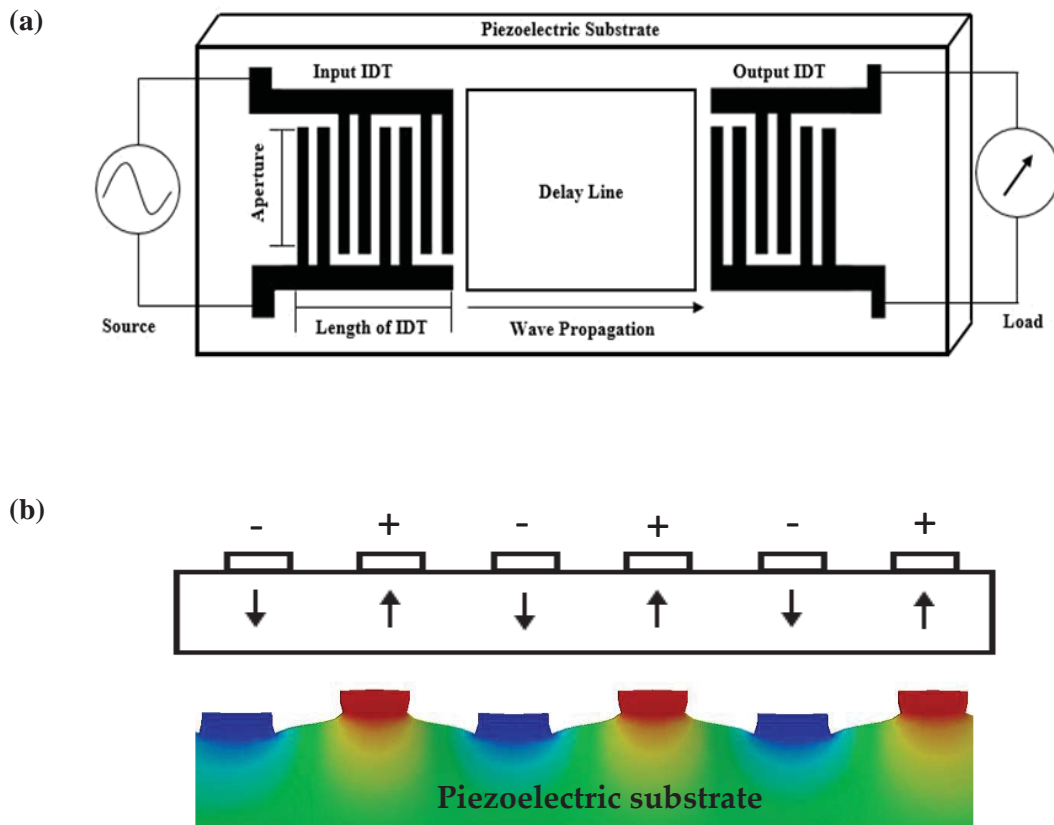 (a)
Piezoelectric Substrate
Input IDT
Output IDT
Aperture
Delay Line
Source
Length of IDT
Wave Propagation
Load
(b)
- + - + - +
Piezoelectric substrate